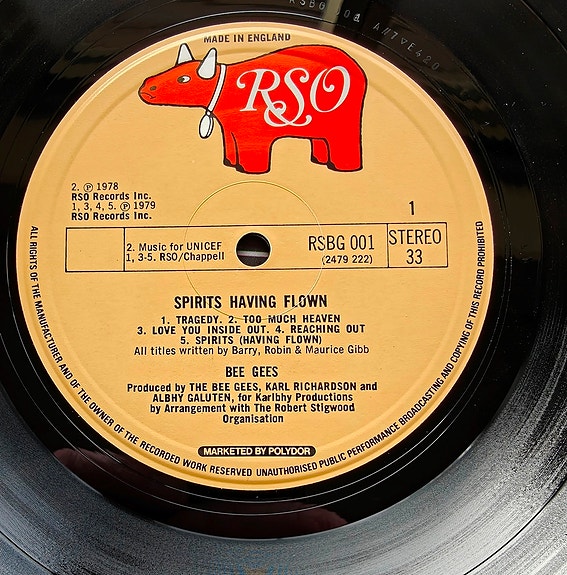 RSBG 001 A//7
MADE IN ENGLAND
RSO
2. ℗ 1978
RSO Records Inc.
1, 3, 4, 5. ℗ 1979
RSO Records Inc.
1
2. Music for UNICEF
1, 3-5. RSO/Chappell
RSBG 001
(2479 222)
STEREO
33
SPIRITS HAVING FLOWN
1. TRAGEDY. 2. TOO MUCH HEAVEN
3. LOVE YOU INSIDE OUT. 4. REACHING OUT
5. SPIRITS (HAVING FLOWN)
All titles written by Barry, Robin & Maurice Gibb
BEE GEES
Produced by THE BEE GEES, KARL RICHARDSON and
ALBHY GALUTEN, for Karlbhy Productions
by Arrangement with The Robert Stigwood
Organisation
MARKETED BY POLYDOR
ALL RIGHTS OF THE MANUFACTURER AND OF THE OWNER OF THE RECORDED WORK RESERVED UNAUTHORISED PUBLIC PERFORMANCE BROADCASTING AND COPYING OF THIS RECORD PROHIBITED